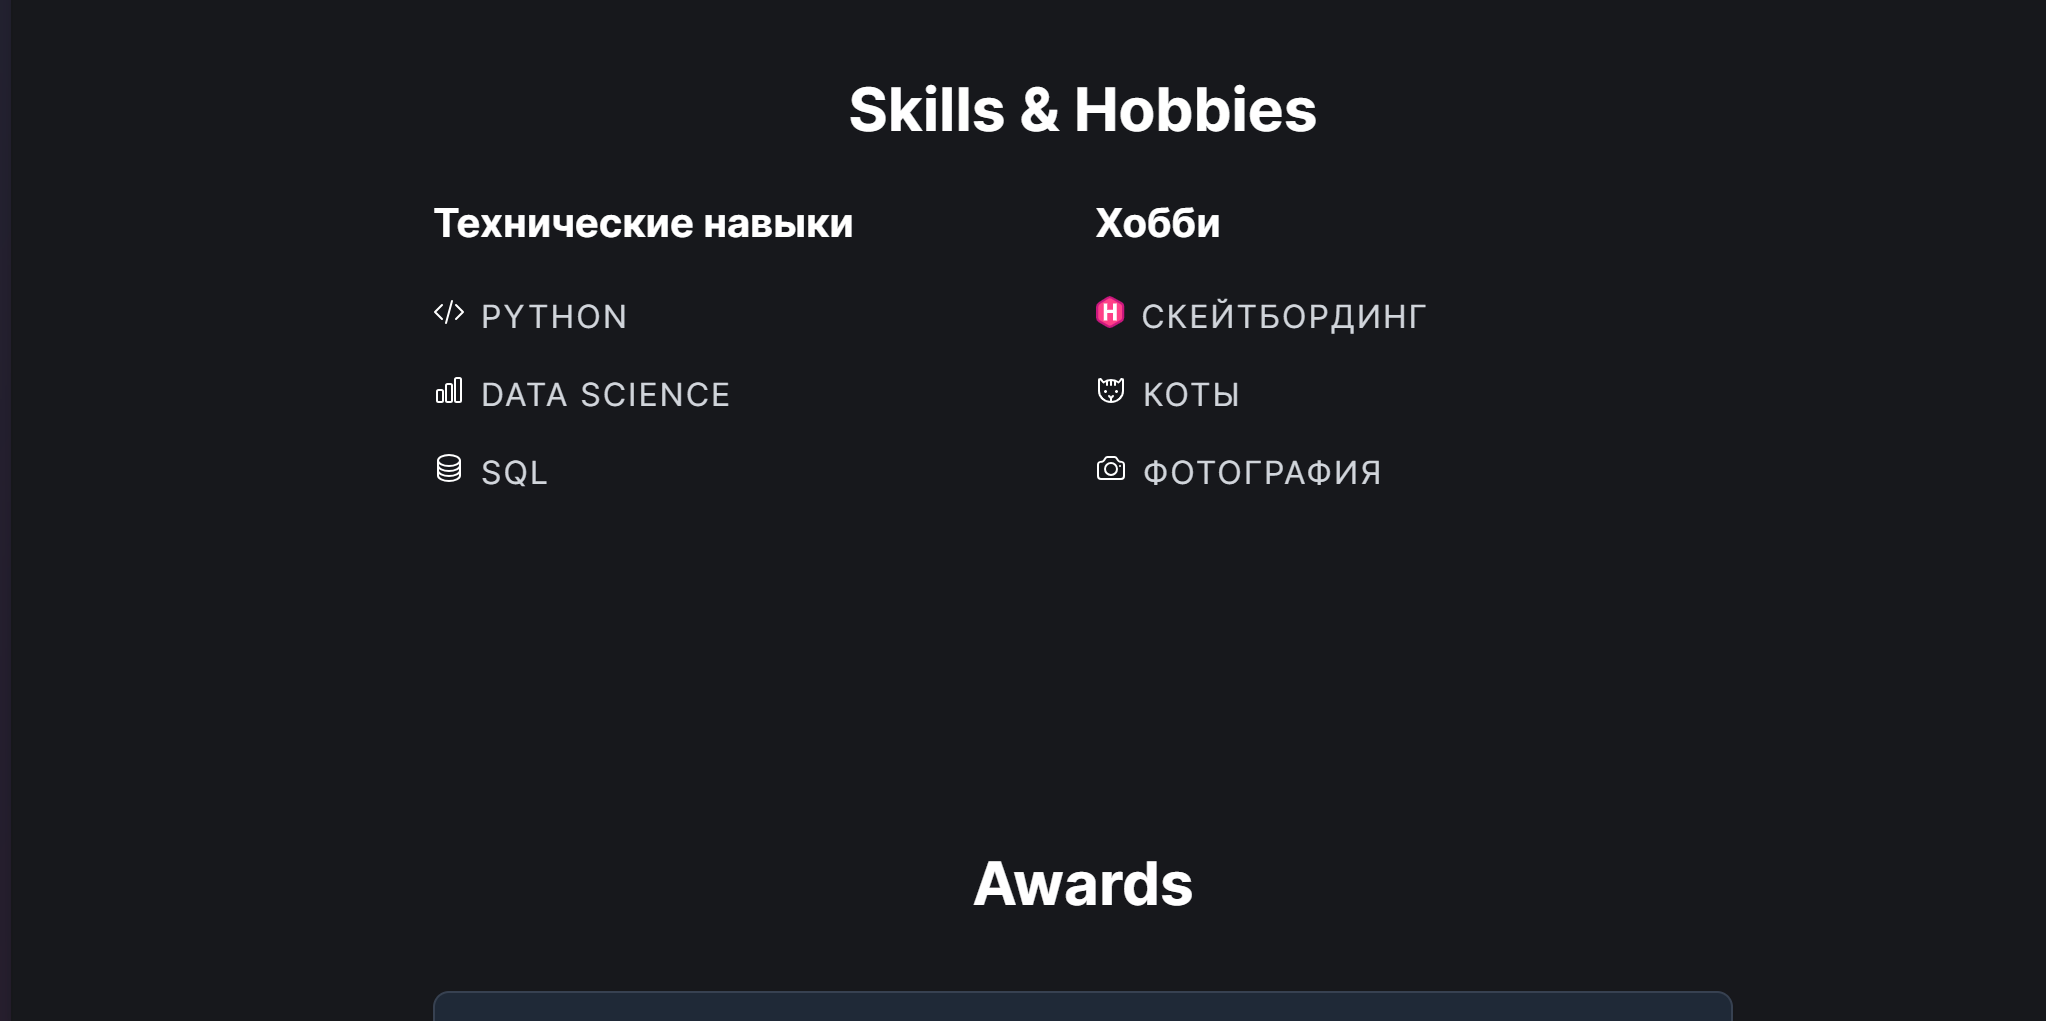 Skills & Hobbies
Технические навыки
PYTHON
DATA SCIENCE
SQL
Хобби
СКЕЙТБОРДИНГ
КОТЫ
ФОТОГРАФИЯ
Awards